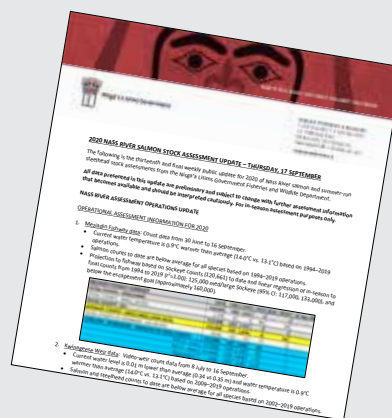 Nisga'a Lisims Government
2020 NASS RIVER SALMON STOCK ASSESSMENT UPDATE – THURSDAY, 17 SEPTEMBER
The following is the thirteenth and final weekly public update for 2020 of Nass River salmon and summer-run
steelhead stock assessments from the Nisga'a Lisims Government Fisheries and Wildlife Department.
All data presented in this update are preliminary and subject to change with further assessment information
that becomes available and should be interpreted cautiously. For in-season assessment purposes only.
NASS RIVER ASSESSMENT OPERATIONS UPDATE
OPERATIONAL ASSESSMENT INFORMATION FOR 2020
1. Meziadin Fishway data: Count data from 30 June to 16 September.
• Current water temperature is 0.9°C warmer than average (14.0°C vs. 13.1°C) based on 1994–2019
operations.
• Salmon counts to date are below average for all species based on 1994–2019 operations.
• Projection to fishway based on Sockeye counts (120,661) to date and linear regression of in-season to
final counts from 1994 to 2019 (r²=1.00): 125,000 net/large Sockeye (95% CI: 117,000, 133,000) and
below the escapement goal (approximately 160,000).
2. Kwinageese Weir data: Video weir count data from 8 July to 16 September.
• Current water level is 0.01 m lower than average (0.34 vs 0.35 m) and water temperature is 0.9°C
warmer than average (14.0°C vs. 13.1°C) based on 2009–2019 operations
• Salmon and steelhead counts to date are below average for all species based on 2002–2019 operations.